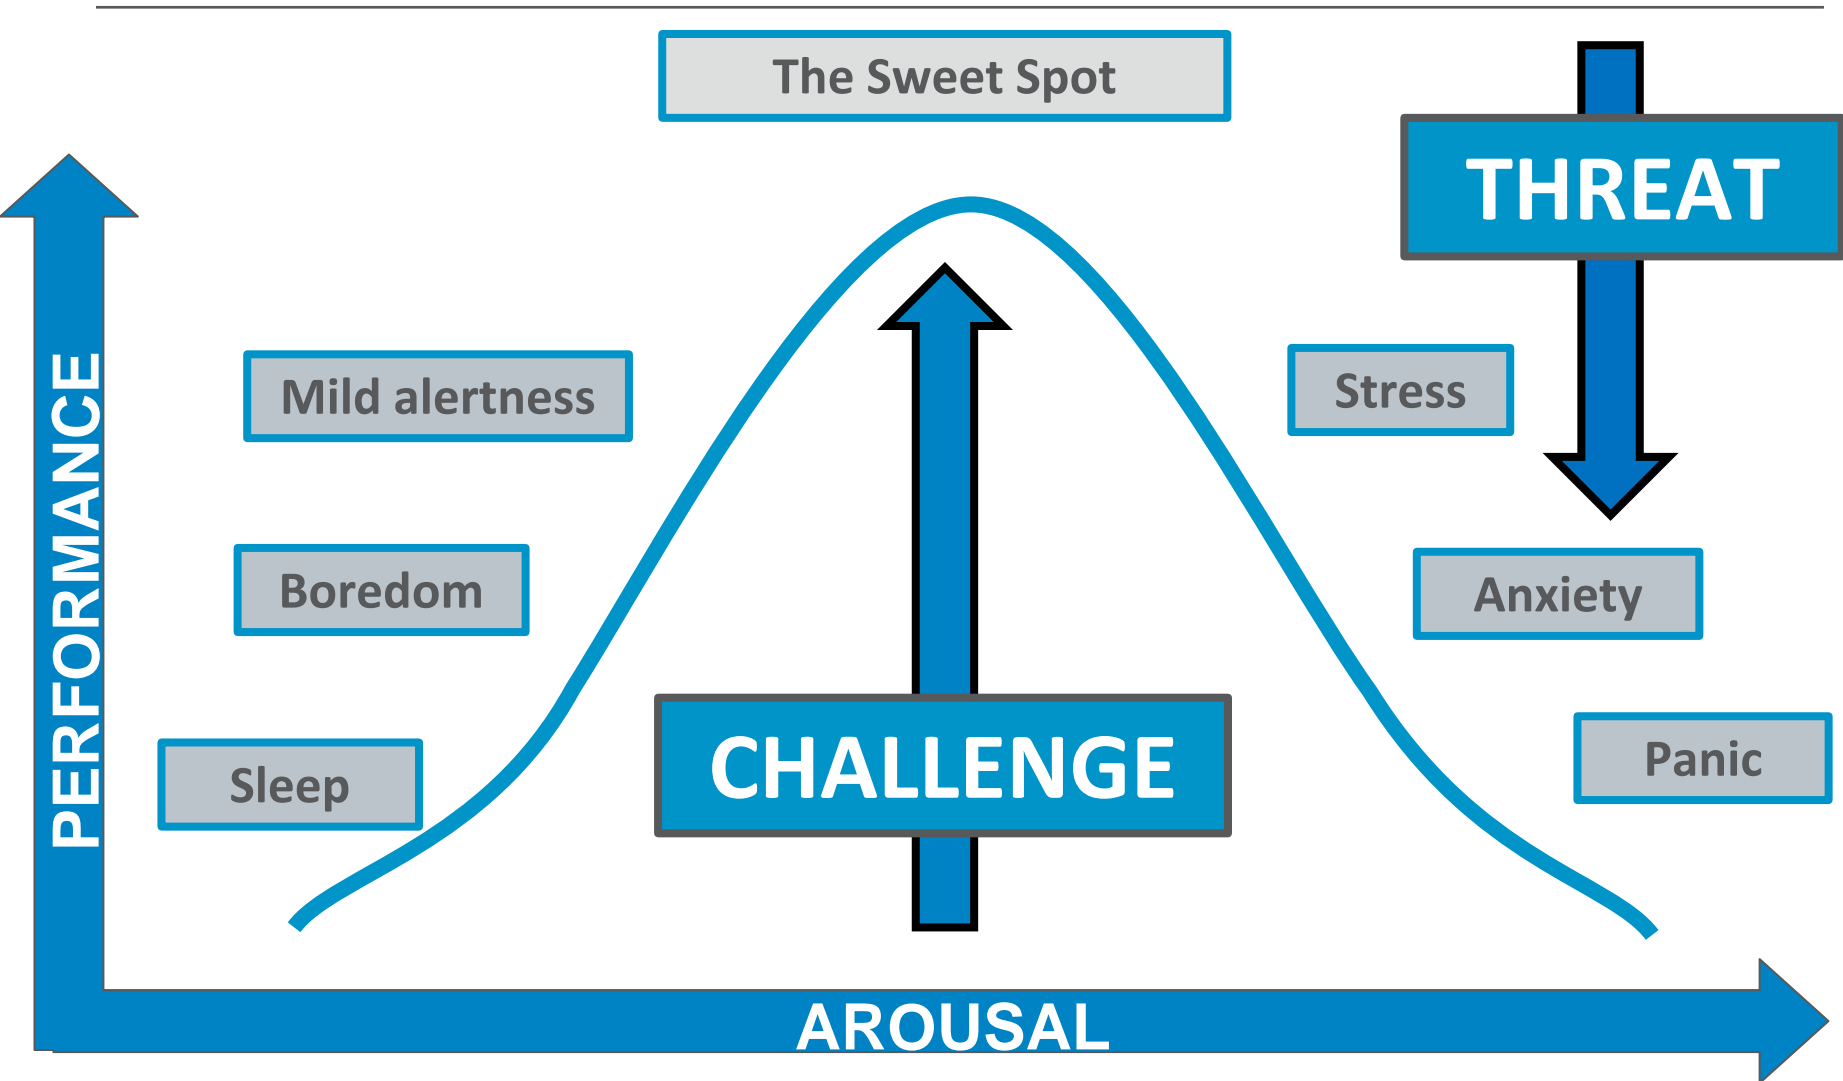 The Sweet Spot
THREAT
Mild alertness
Stress
Boredom
Anxiety
Sleep
CHALLENGE
Panic
PERFORMANCE
AROUSAL